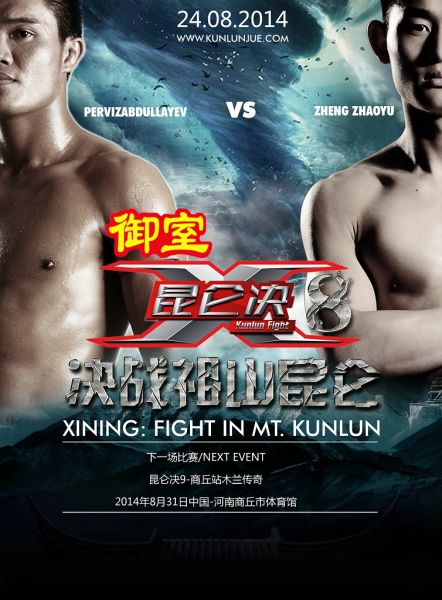 24.08.2014
WWW.KUNLUNJUE.COM
PERVIZABDULLAYEV VS ZHENG ZHAOYU
御室
昆仑决 8
Kunlun Fight
决战祖山昆仑
XINING: FIGHT IN MT. KUNLUN
下一场比赛/NEXT EVENT
昆仑决9-商丘站木兰传奇
2014年8月31日中国-河南商丘市体育馆